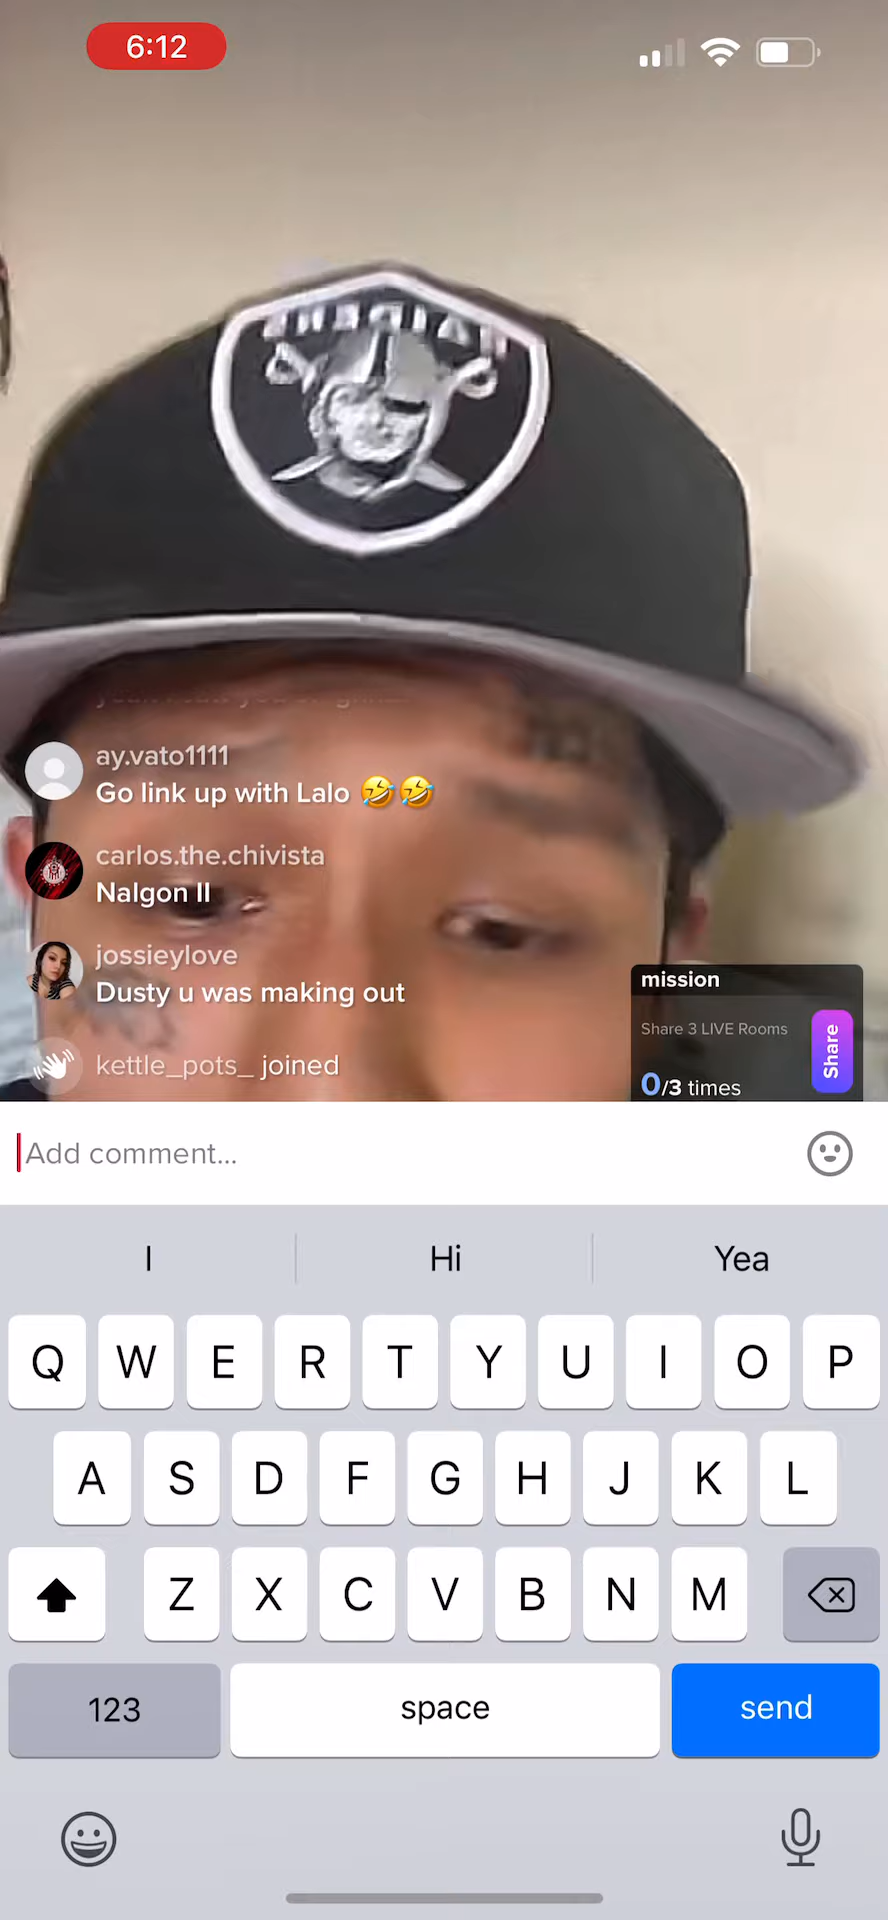 6:12
ay.vato1111
Go link up with Lalo 🤣🤣
carlos.the.chivista
Nalgon II
jossieylove
Dusty u was making out
kettle_pots_ joined
mission
Share 3 LIVE Rooms
Share
0/3 times
Add comment...
I Hi Yea
Q W E R T Y U I O P
A S D F G H J K L
Z X C V B N M
123 space send